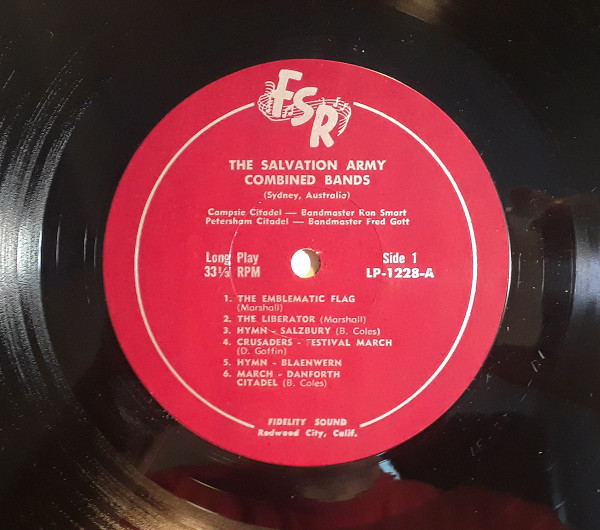 FSR
THE SALVATION ARMY
COMBINED BANDS
(Sydney, Australia)
Campsie Citadel — Bandmaster Ron Smart
Petersham Citadel — Bandmaster Fred Gott
Long Play
33⅓ RPM
Side 1
LP-1228-A
1. THE EMBLEMATIC FLAG
(Marshall)
2. THE LIBERATOR (Marshall)
3. HYMN - SALZBURY (B. Coles)
4. CRUSADERS - FESTIVAL MARCH
(D. Goffin)
5. HYMN - BLAENWERN
6. MARCH - DANFORTH
CITADEL (B. Coles)
FIDELITY SOUND
Redwood City, Calif.